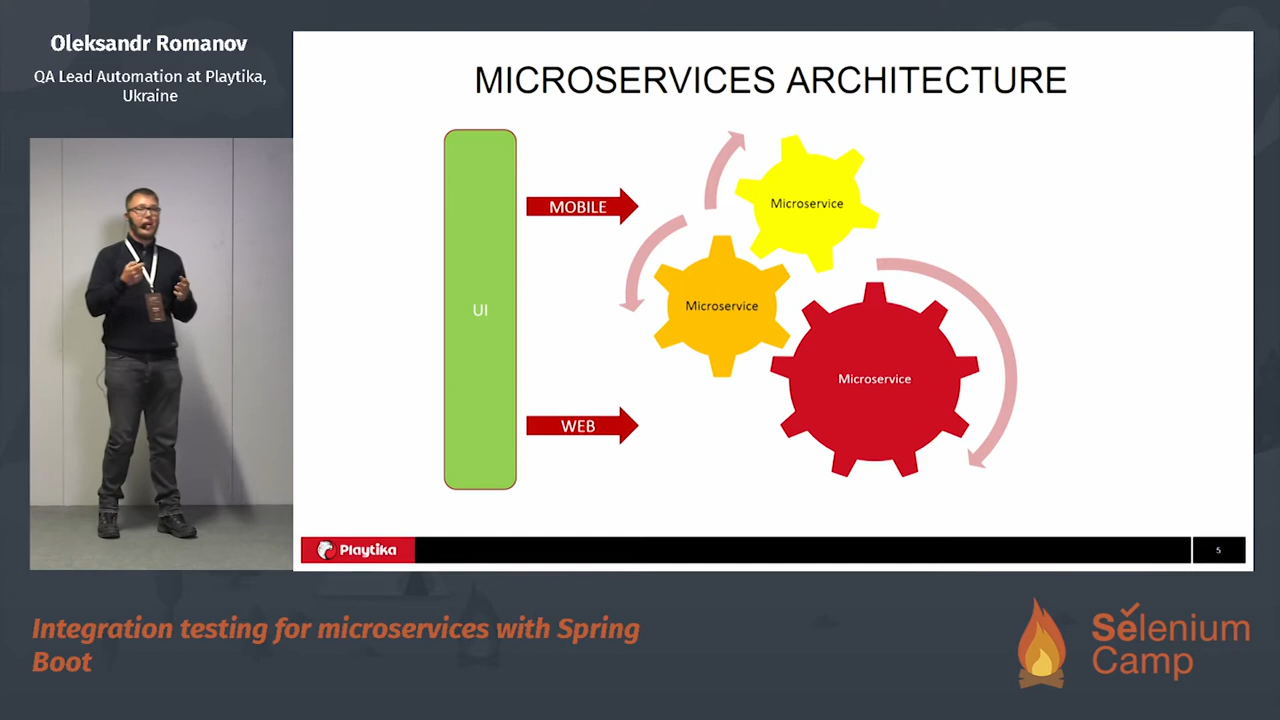 Oleksandr Romanov
QA Lead Automation at Playtika,
Ukraine
MICROSERVICES ARCHITECTURE
UI
MOBILE
WEB
Microservice
Microservice
Microservice
Playtika
5
Integration testing for microservices with Spring
Boot
Selenium
Camp